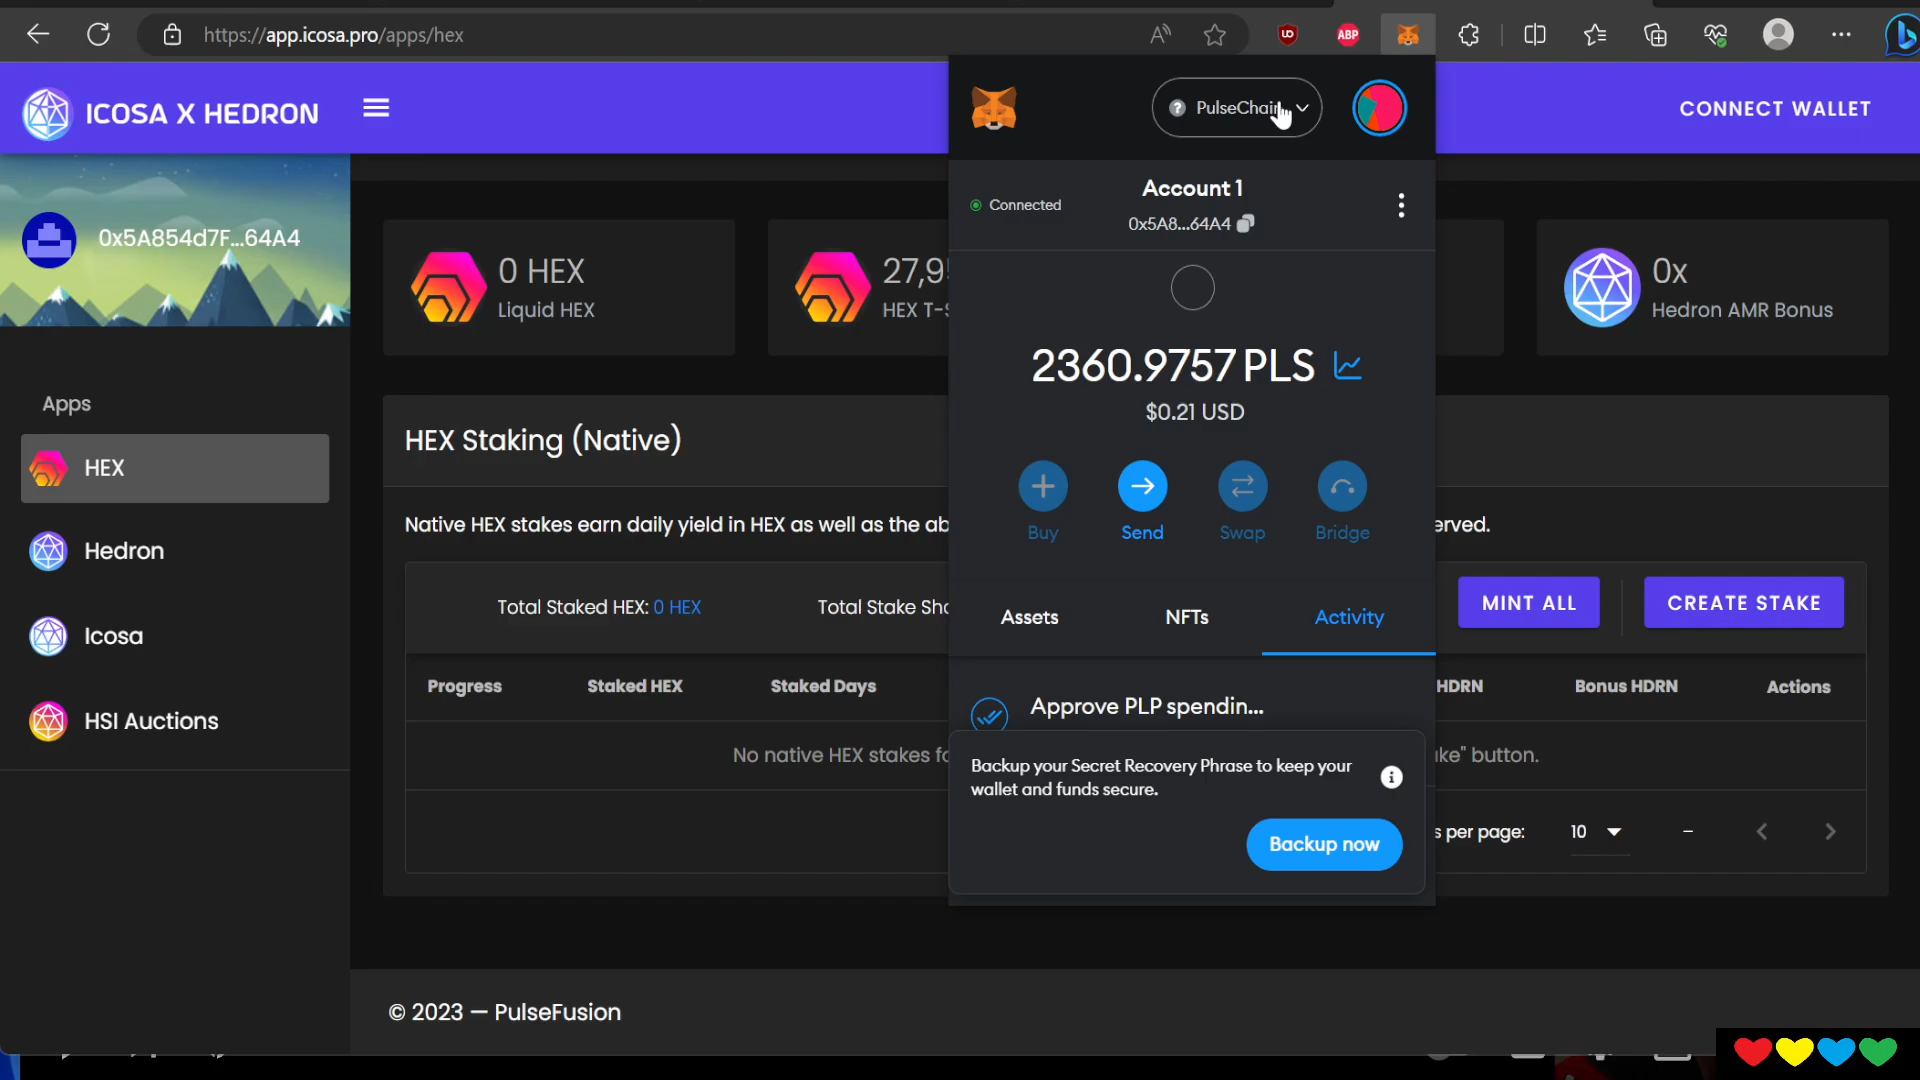 https://app.icosa.pro/apps/hex
UD
ABP
ICOSA X HEDRON
CONNECT WALLET
PulseChain
0x5A854d7F...64A4
Connected
Account 1
0x5A8...64A4
0 HEX
Liquid HEX
27,9
HEX T-S
0x
Hedron AMR Bonus
2360.9757 PLS
$0.21 USD
Apps
HEX
Hedron
Icosa
HSI Auctions
HEX Staking (Native)
Native HEX stakes earn daily yield in HEX as well as the ab
erved.
Buy
Send
Swap
Bridge
Total Staked HEX: 0 HEX
Total Stake Sha
MINT ALL
CREATE STAKE
Assets
NFTs
Activity
Progress
Staked HEX
Staked Days
HDRN
Bonus HDRN
Actions
Approve PLP spendin...
No native HEX stakes fo
ke" button.
Backup your Secret Recovery Phrase to keep your
wallet and funds secure.
Backup now
s per page:
10
–
© 2023 — PulseFusion